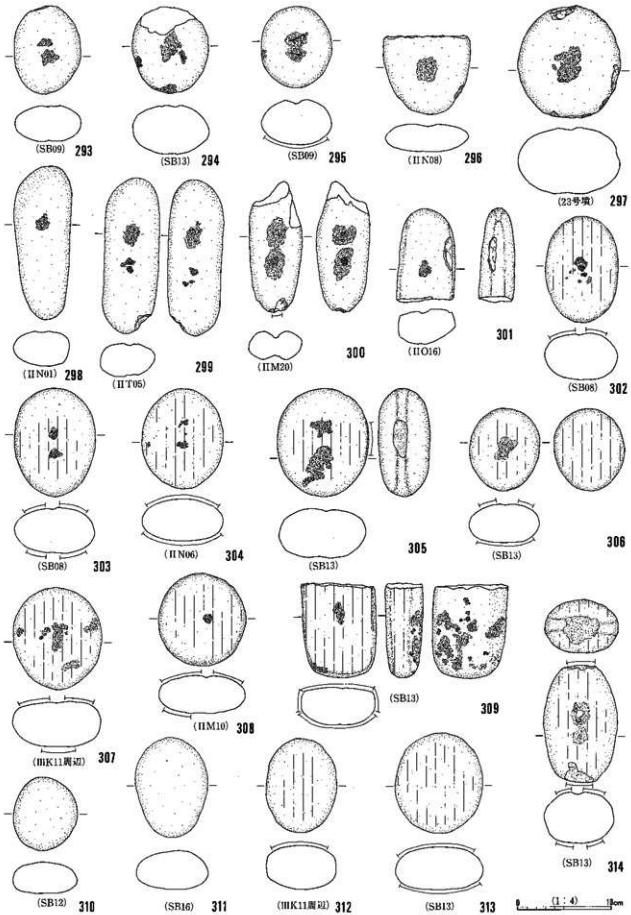 (SB09) 293
(SB13) 294
(SB09) 295
(ⅡN08) 296
(23号墳) 297
(ⅡN01) 298
(ⅡT05) 299
(ⅡM20) 300
(ⅡO16) 301
(SB08) 302
(SB08) 303
(ⅡN06) 304
(SB13) 305
(SB13) 306
(ⅢK11周辺) 307
(ⅡM10) 308
(SB13) 309
(SB12) 310
(SB16) 311
(ⅢK11周辺) 312
(SB13) 313
(SB13) 314
(1:4)
0 10cm